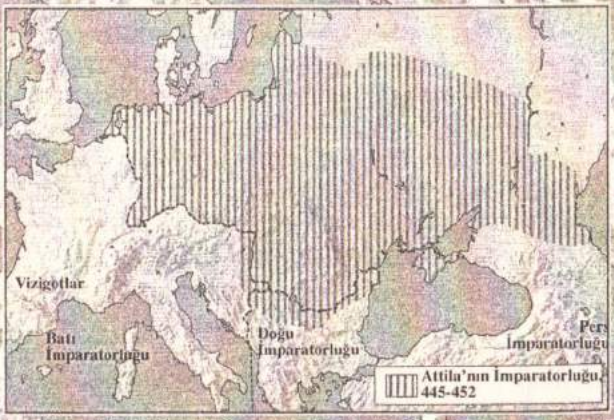 Vizigotlar
Batı
İmparatorluğu
Doğu
İmparatorluğu
Pers
İmparatorluğu
Attila'nın İmparatorluğu,
445-452